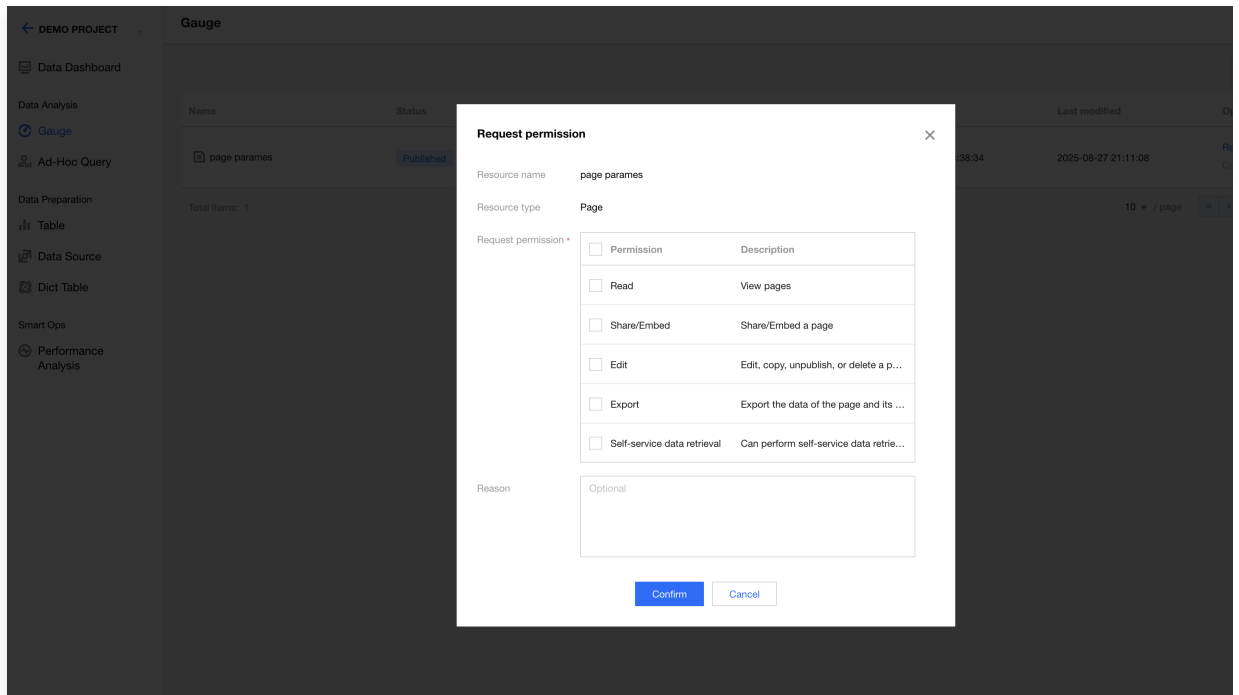 DEMO PROJECT
Gauge
Data Dashboard
Data Analysis
Gauge
Ad-Hoc Query
Data Preparation
Table
Data Source
Dict Table
Smart Ops
Performance
Analysis
Name Status Last modified
page parames Published :38:34 2025-08-27 21:11:08
Total items: 1 10 / page
Request permission
Resource name page parames
Resource type Page
Request permission *
Permission Description
Read View pages
Share/Embed Share/Embed a page
Edit Edit, copy, unpublish, or delete a p...
Export Export the data of the page and its ...
Self-service data retrieval Can perform self-service data retrie...
Reason Optional
Confirm Cancel